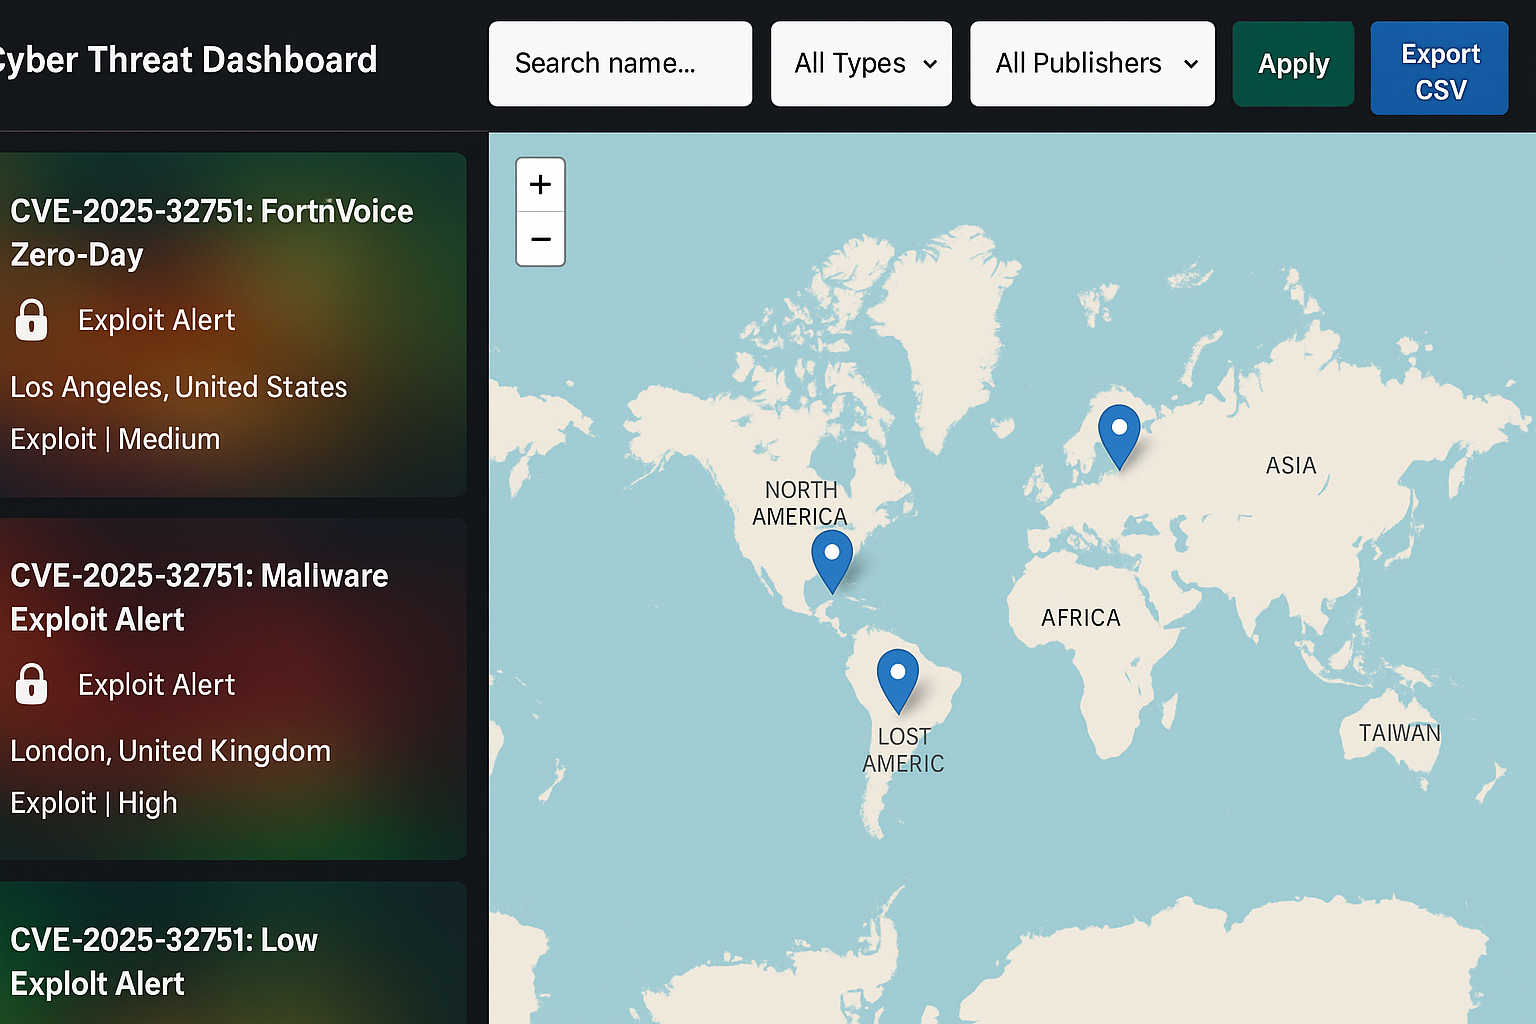 Cyber Threat Dashboard
Search name...
All Types
All Publishers
Apply
Export
CSV
CVE-2025-32751: FortnVoice
Zero-Day
Exploit Alert
Los Angeles, United States
Exploit | Medium
CVE-2025-32751: Maliware
Exploit Alert
Exploit Alert
London, United Kingdom
Exploit | High
CVE-2025-32751: Low
Explolt Alert
+
−
NORTH
AMERICA
ASIA
AFRICA
LOST
AMERIC
TAIWAN